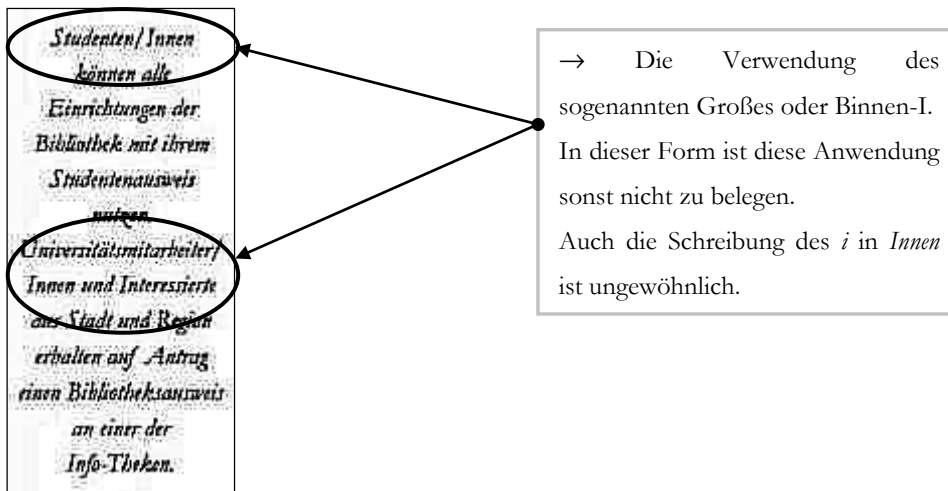 Studenten/Innen
können alle
Einrichtungen der
Bibliothek mit ihrem
Studentenausweis
nutzen.
Universitätsmitarbeiter/
Innen und Interessierte
aus Stadt und Region
erhalten auf Antrag
einen Bibliotheksausweis
an einer der
Info-Theken.
→ Die Verwendung des
sogenannten Großes oder Binnen-I.
In dieser Form ist diese Anwendung
sonst nicht zu belegen.
Auch die Schreibung des i in Innen
ist ungewöhnlich.